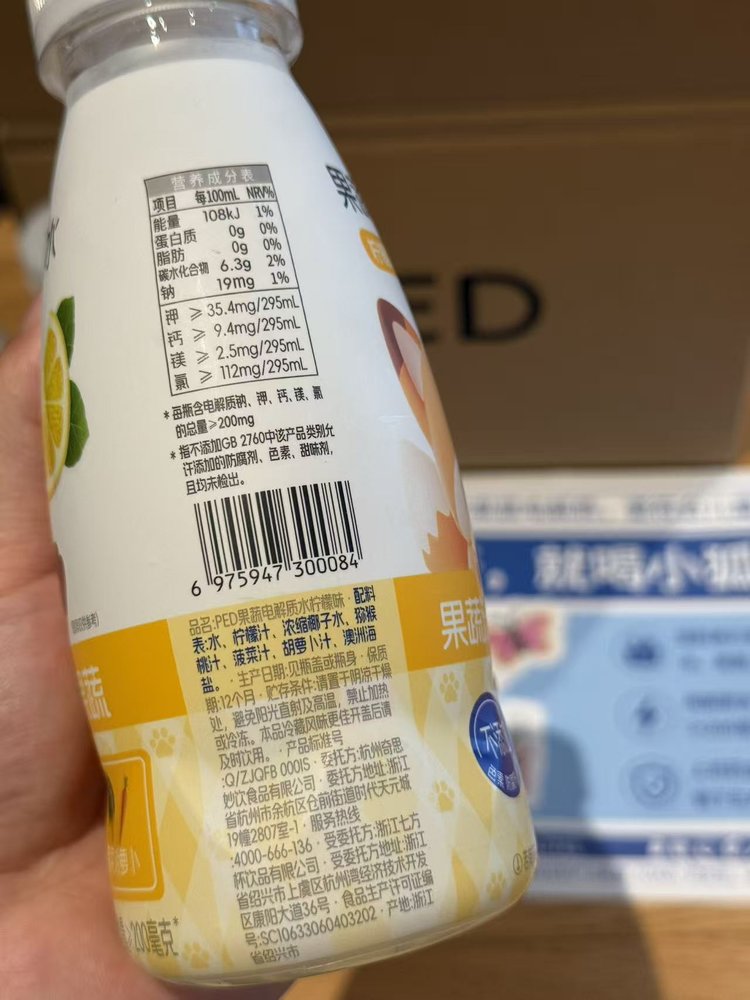 营养成分表
项目 每100mL NRV%
能量 108kJ 1%
蛋白质 0g 0%
脂肪 0g 0%
碳水化合物 6.3g 2%
钠 19mg 1%
钾 ≥ 35.4mg/295mL
钙 ≥ 9.4mg/295mL
镁 ≥ 2.5mg/295mL
氯 ≥ 112mg/295mL
*每瓶含电解质钠、钾、钙、镁、氯
的总量≥200mg
*指不添加GB 2760中该产品类别允
许添加的防腐剂、色素、甜味剂,
且均未检出。
6 975947 300084
品名:PED果蔬电解质水柠檬味 · 配料
表:水、柠檬汁、浓缩椰子水、猕猴
桃汁、菠菜汁、胡萝卜汁、澳洲海
盐。 · 生产日期:见瓶盖或瓶身 · 保质
期:12个月 · 贮存条件:请置于阴凉干燥
处,避免阳光直射及高温,禁止加热
或冷冻。本品冷藏风味更佳开盖后请
及时饮用。 · 产品标准号
:Q/ZJQFB 0001S · 委托方:杭州奇思
妙饮食品有限公司 · 委托方地址:浙江
省杭州市余杭区仓前街道时代天元城
19幢2807室-1 · 服务热线
:4000-666-136 · 受委托方:浙江七方
杯饮品有限公司 · 受委托方地址:浙江
省绍兴市上虞区杭州湾经济技术开发
区康阳大道36号 · 食品生产许可证编
号:SC10633060403202 · 产地:浙江
省绍兴市
果蔬
蔬
200毫克*
水
果
PED
。就喝小狐